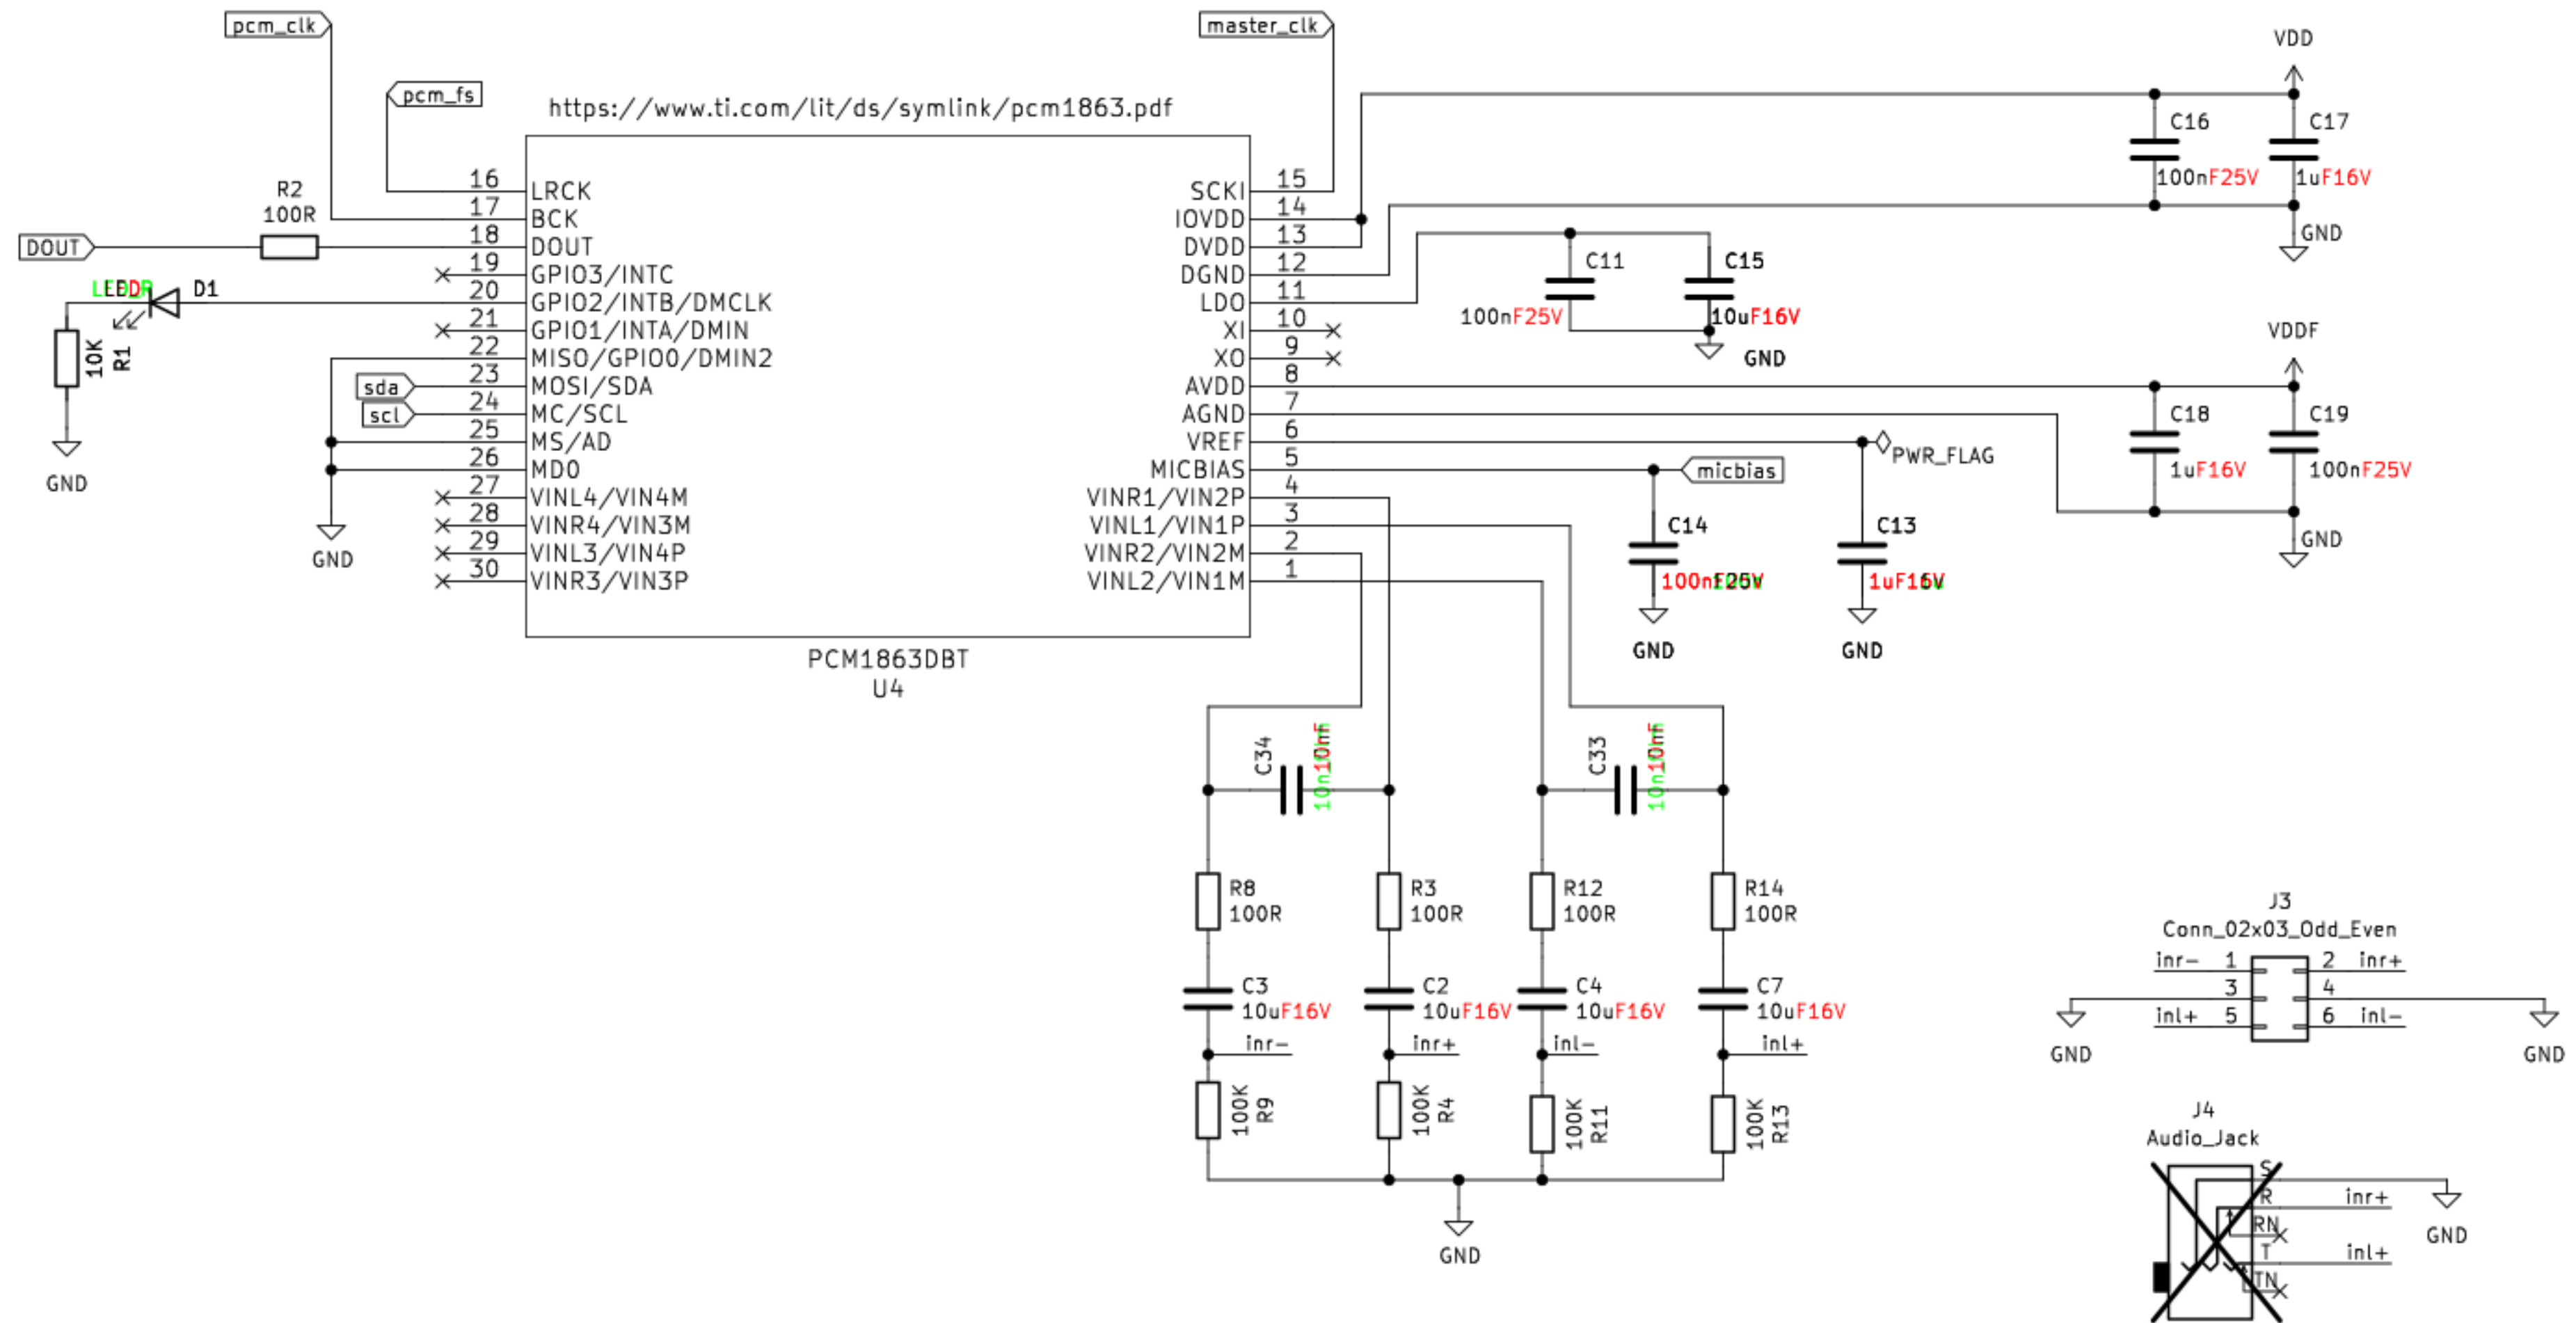 pcm_clk
master_clk
VDD
pcm_fs
https://www.ti.com/lit/ds/symlink/pcm1863.pdf
C16
100nF25V
C17
1uF16V
GND
R2
100R
DOUT
D1
10K
R1
GND
sda
scl
GND
16 LRCK
17 BCK
18 DOUT
19 GPIO3/INTC
20 GPIO2/INTB/DMCLK
21 GPIO1/INTA/DMIN
22 MISO/GPIO0/DMIN2
23 MOSI/SDA
24 MC/SCL
25 MS/AD
26 MD0
27 VINL4/VIN4M
28 VINR4/VIN3M
29 VINL3/VIN4P
30 VINR3/VIN3P
SCKI 15
IOVDD 14
DVDD 13
DGND 12
LDO 11
XI 10
XO 9
AVDD 8
AGND 7
VREF 6
MICBIAS 5
VINR1/VIN2P 4
VINL1/VIN1P 3
VINR2/VIN2M 2
VINL2/VIN1M 1
PCM1863DBT
U4
C11
100nF25V
C15
10uF16V
GND
VDDF
C18
1uF16V
C19
100nF25V
GND
PWR_FLAG
micbias
C14
GND
C13
GND
C34
C33
R8
100R
R3
100R
R12
100R
R14
100R
C3
10uF16V
C2
10uF16V
C4
10uF16V
C7
10uF16V
inr-
inr+
inl-
inl+
100K
R9
100K
R4
100K
R11
100K
R13
GND
J3
Conn_02x03_Odd_Even
inr- 1 2 inr+
3 4
inl+ 5 6 inl-
GND
GND
J4
Audio_Jack
S
R inr+
RN
T inl+
TN
GND